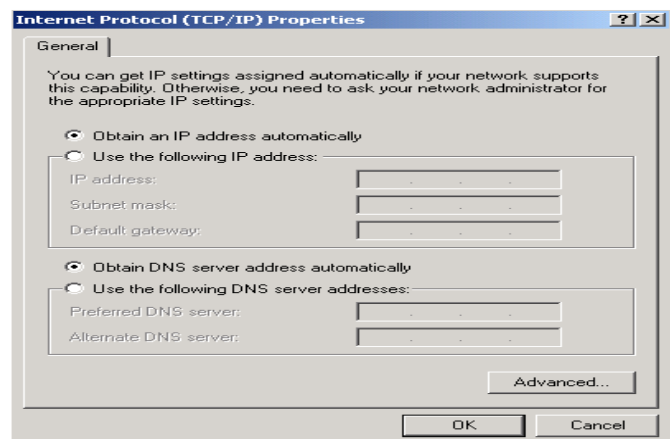 Internet Protocol (TCP/IP) Properties
General
You can get IP settings assigned automatically if your network supports
this capability. Otherwise, you need to ask your network administrator for
the appropriate IP settings.
Obtain an IP address automatically
Use the following IP address:
IP address:
Subnet mask:
Default gateway:
Obtain DNS server address automatically
Use the following DNS server addresses:
Preferred DNS server:
Alternate DNS server:
Advanced...
OK Cancel